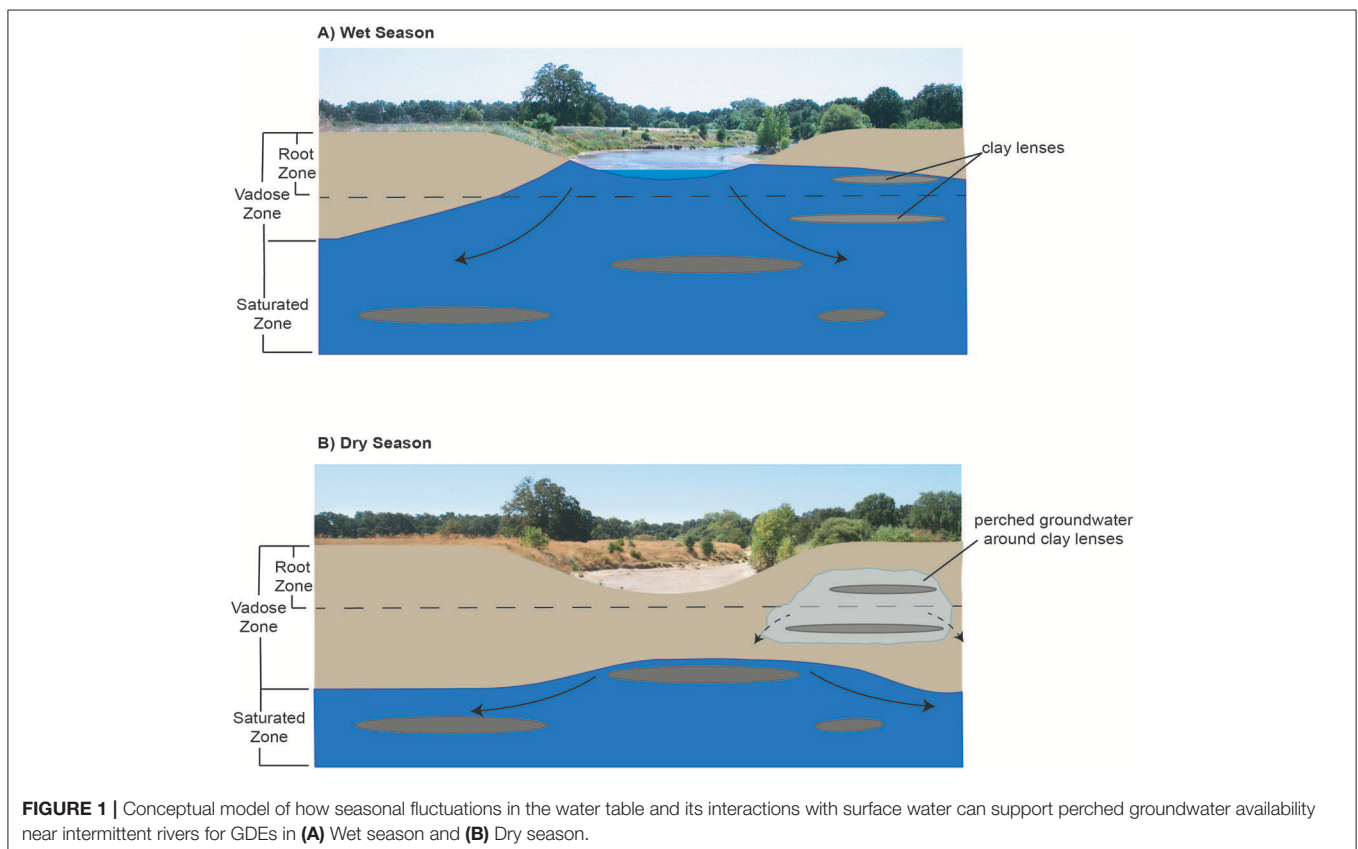 A) Wet Season
Root
Zone
Vadose
Zone
Saturated
Zone
clay lenses
B) Dry Season
Root
Zone
Vadose
Zone
Saturated
Zone
perched groundwater
around clay lenses
FIGURE 1 | Conceptual model of how seasonal fluctuations in the water table and its interactions with surface water can support perched groundwater availability
near intermittent rivers for GDEs in (A) Wet season and (B) Dry season.